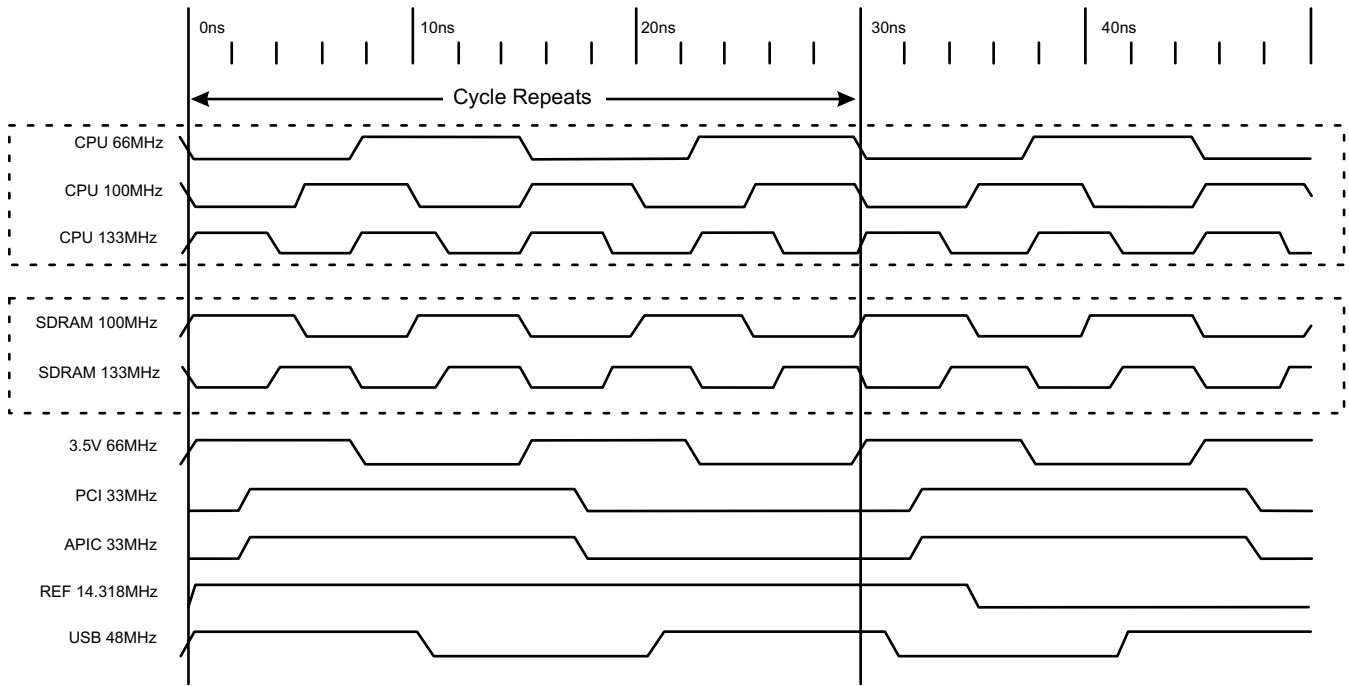 0ns 10ns 20ns 30ns 40ns
Cycle Repeats
CPU 66MHz
CPU 100MHz
CPU 133MHz
SDRAM 100MHz
SDRAM 133MHz
3.5V 66MHz
PCI 33MHz
APIC 33MHz
REF 14.318MHz
USB 48MHz